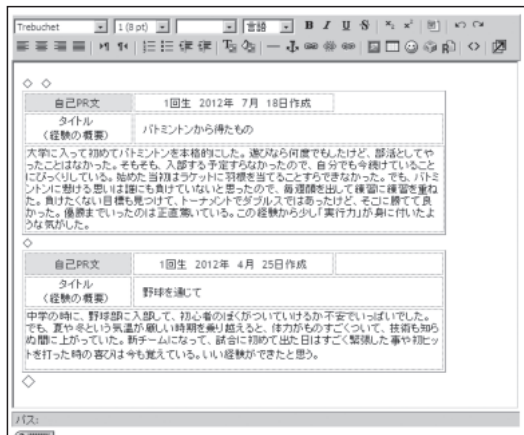 Trebuchet 1 (8 pt) 言語 B I U S
自己PR文 1回生 2012年 7月 18日作成
タイトル
（経験の概要） バトミントンから得たもの
大学に入って初めてバトミントンを本格的にした。遊びなら何度でもしたけど、部活としてや
ったことはなかった。そもそも、入部する予定すらなかったので、自分でも今続けていること
にびっくりしている。始めた当初はラケットに羽根を当てることすらできなかった。でも、バトミ
ントンに懸ける思いは誰にも負けていないと思ったので、毎週顔を出して練習に練習を重ね
た。負けたくない目標も見つけて、トーナメントでダブルスではあったけど、そこに勝てて良
かった。優勝までいったのは正直驚いている。この経験から少し「実行力」が身に付いたよ
うな気がした。
自己PR文 1回生 2012年 4月 25日作成
タイトル
（経験の概要） 野球を通じて
中学の時に、野球部に入部して、初心者のぼくがついていけるか不安でいっぱいでした。
でも、夏や冬という気温が厳しい時期を乗り越えると、体力がものすごくついて、技術も知ら
ぬ間に上がっていた。新チームになって、試合に初めて出た日はすごく緊張した事や初ヒッ
トを打った時の喜びは今も覚えている。いい経験ができたと思う。
パス: